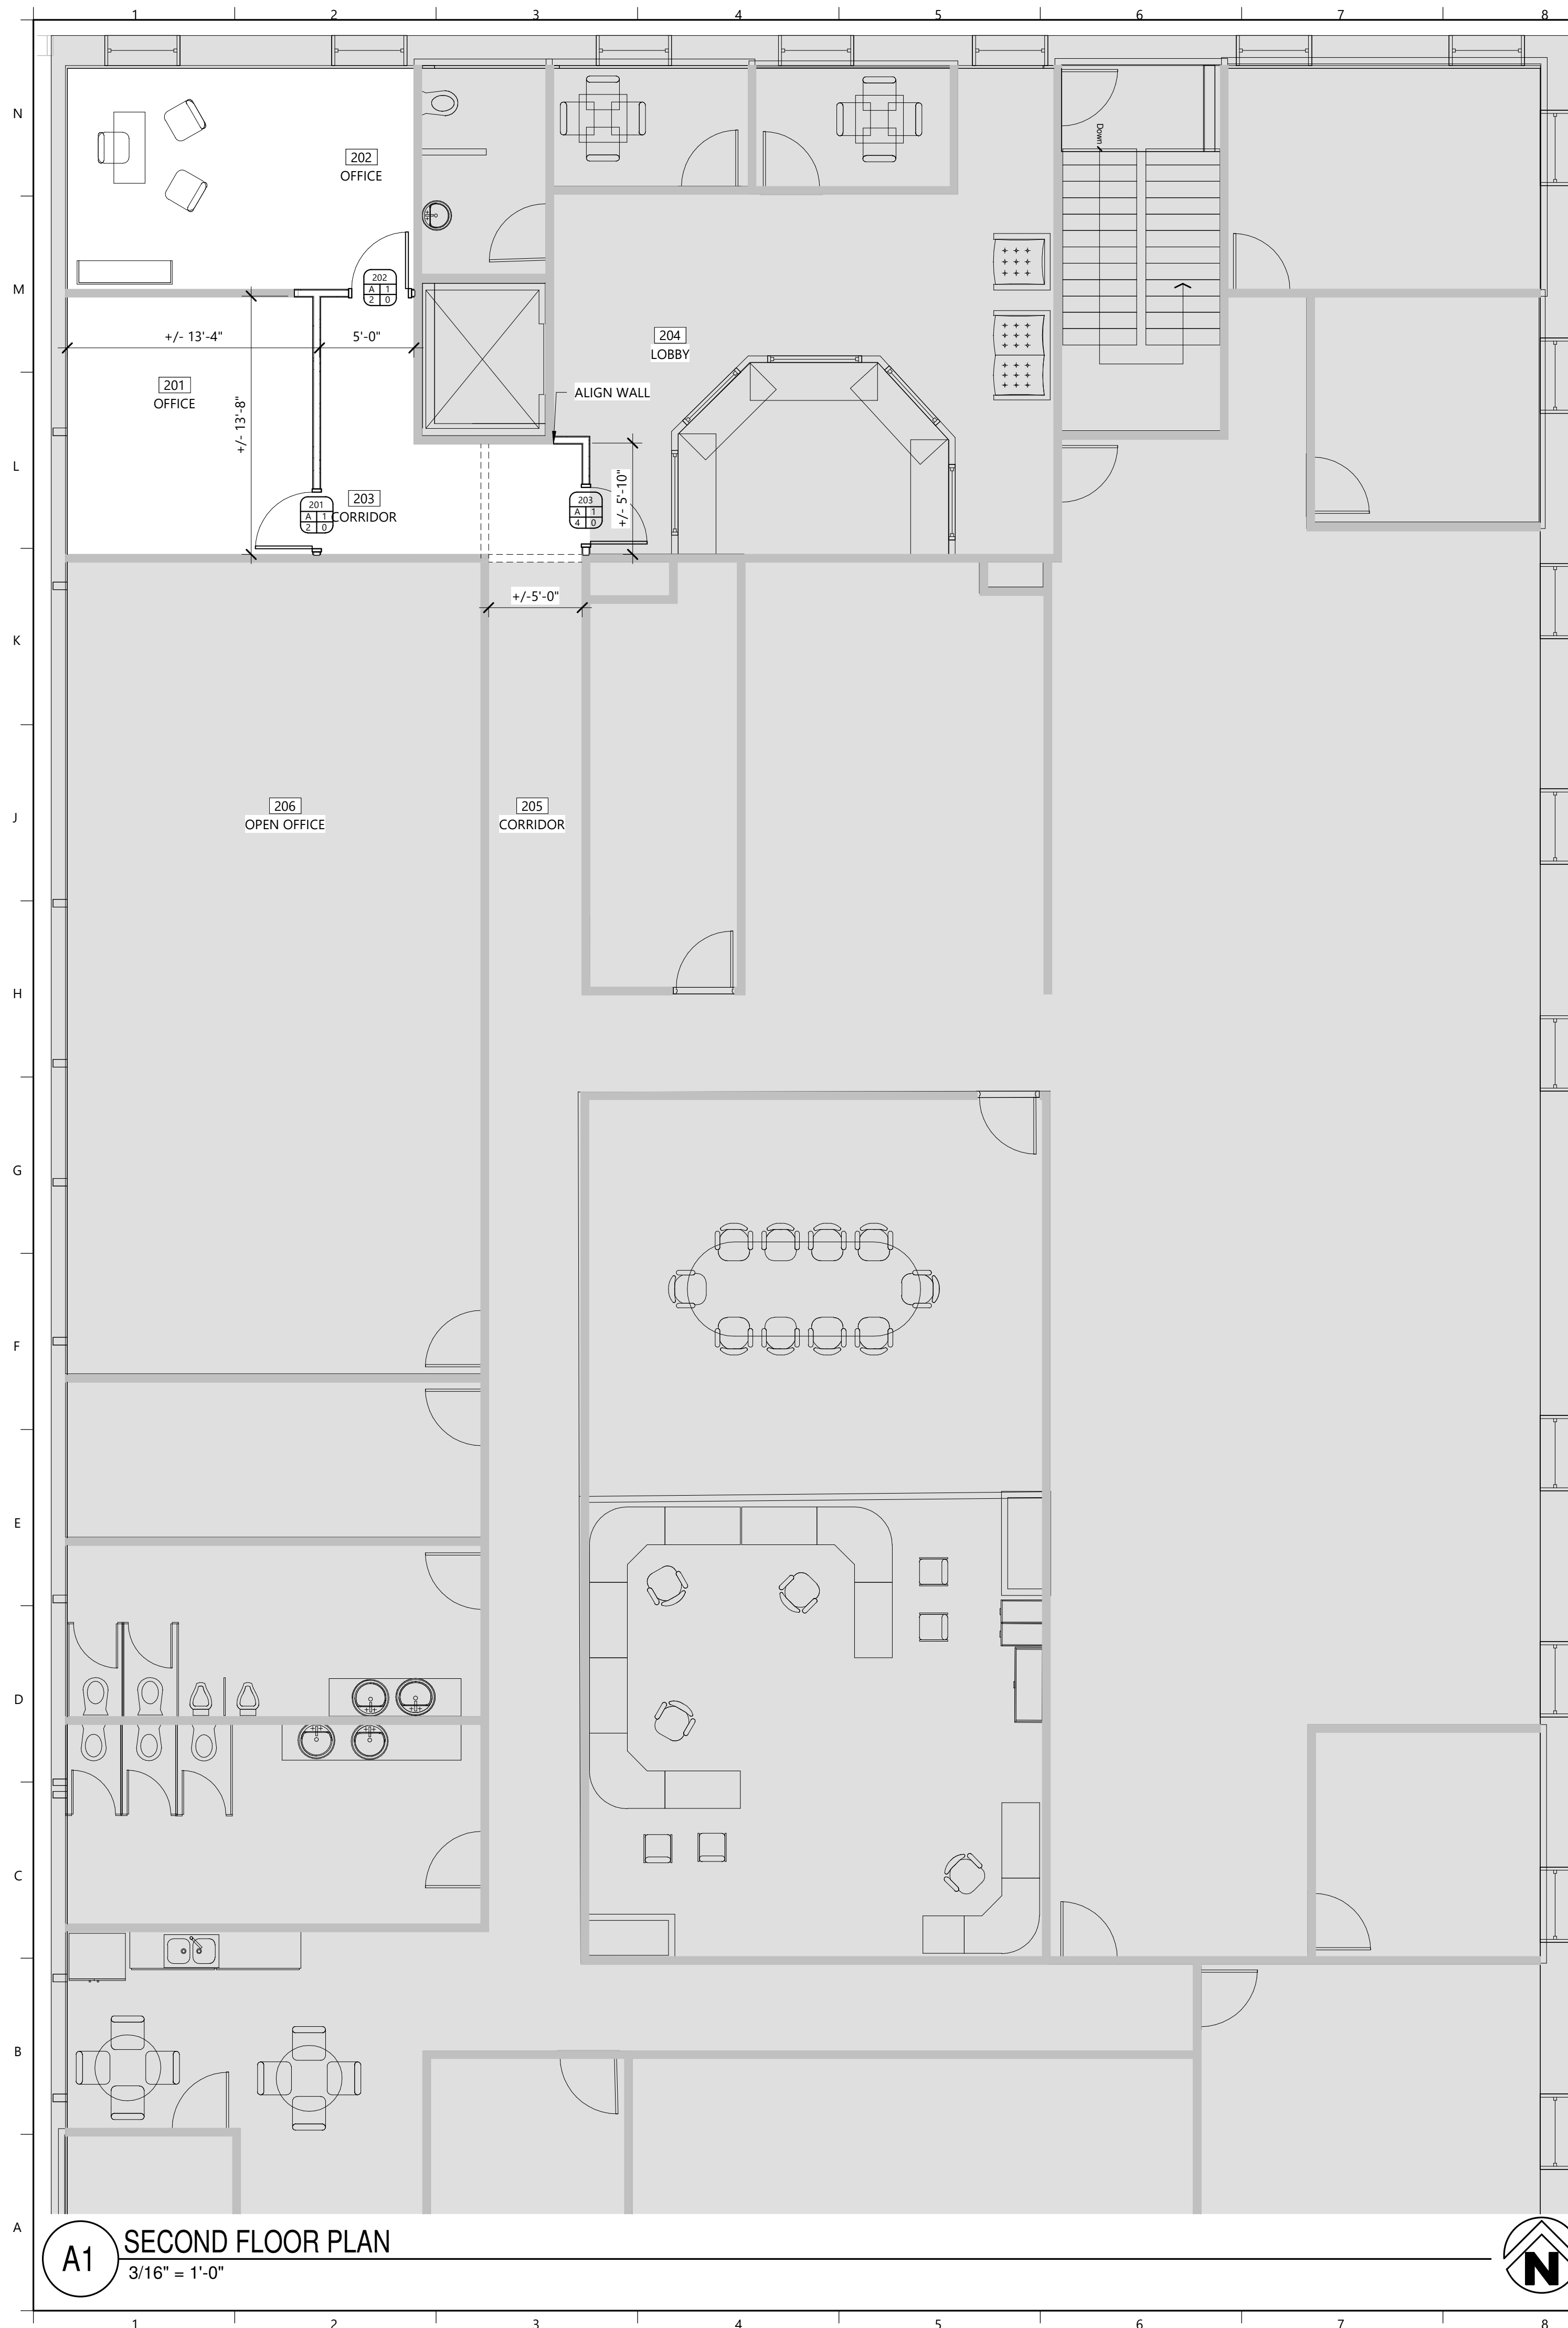 1 2 3 4 5 6 7 8
N
202
OFFICE
Down
M
202
A 1
2 0
+/- 13'-4"
5'-0"
204
LOBBY
201
OFFICE
ALIGN WALL
+/- 13'-8"
L
203
CORRIDOR
201
A 1
2 0
203
A 1
4 0
+/- 5'-10"
+/-5'-0"
K
206
OPEN OFFICE
205
CORRIDOR
J
H
G
F
E
D
C
B
A
A1
SECOND FLOOR PLAN
3/16" = 1'-0"
N
1 2 3 4 5 6 7 8